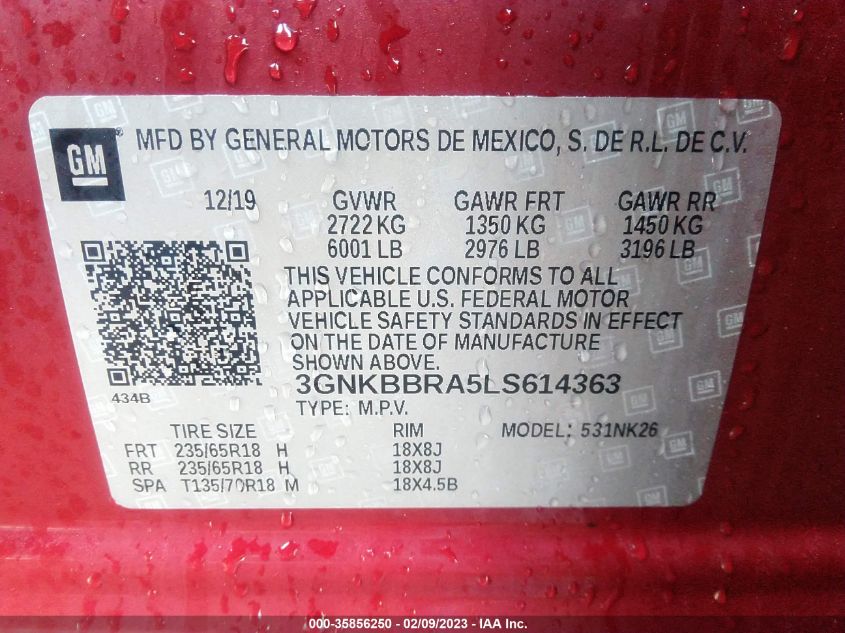 GM
MFD BY GENERAL MOTORS DE MEXICO, S. DE R.L. DE C.V.
12/19 GVWR GAWR FRT GAWR RR
2722 KG 1350 KG 1450 KG
6001 LB 2976 LB 3196 LB
THIS VEHICLE CONFORMS TO ALL
APPLICABLE U.S. FEDERAL MOTOR
VEHICLE SAFETY STANDARDS IN EFFECT
ON THE DATE OF MANUFACTURE
SHOWN ABOVE.
434B
3GNKBBRA5LS614363
TYPE: M.P.V.
TIRE SIZE RIM MODEL: 531NK26
FRT 235/65R18 H 18X8J
RR 235/65R18 H 18X8J
SPA T135/70R18 M 18X4.5B
000-35856250 - 02/09/2023 - IAA Inc.